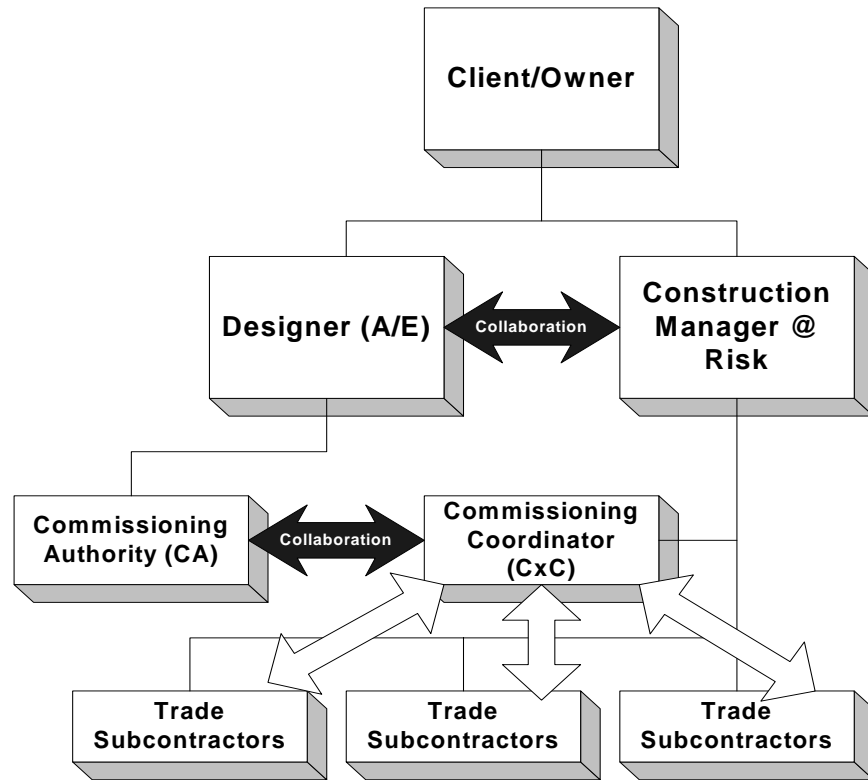 Client/Owner
Designer (A/E)
Collaboration
Construction
Manager @
Risk
Commissioning
Authority (CA)
Collaboration
Commissioning
Coordinator
(CxC)
Trade
Subcontractors
Trade
Subcontractors
Trade
Subcontractors